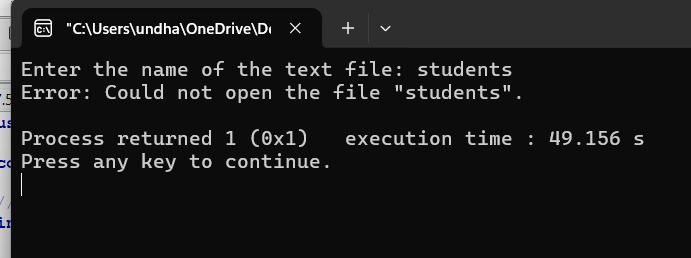 "C:\Users\undha\OneDrive\De
Enter the name of the text file: students
Error: Could not open the file "students".
Process returned 1 (0x1)   execution time : 49.156 s
Press any key to continue.